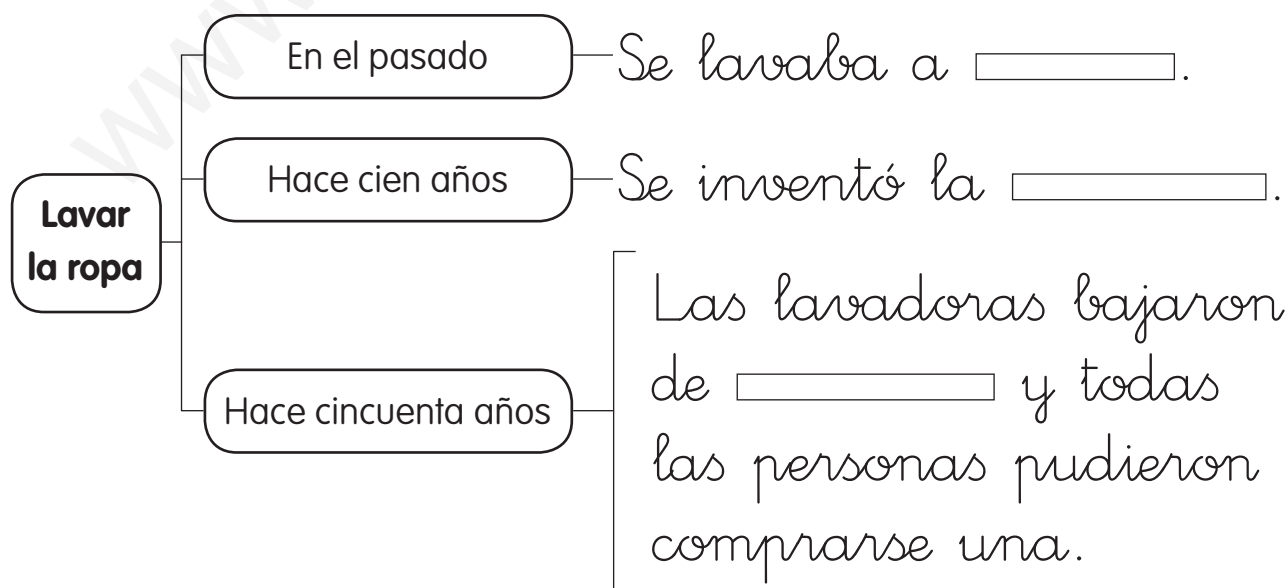 www.
En el pasado
Se lavaba a .
Hace cien años
Se inventó la .
Lavar
la ropa
Hace cincuenta años
Las lavadoras bajaron
de y todas
las personas pudieron
comprarse una.